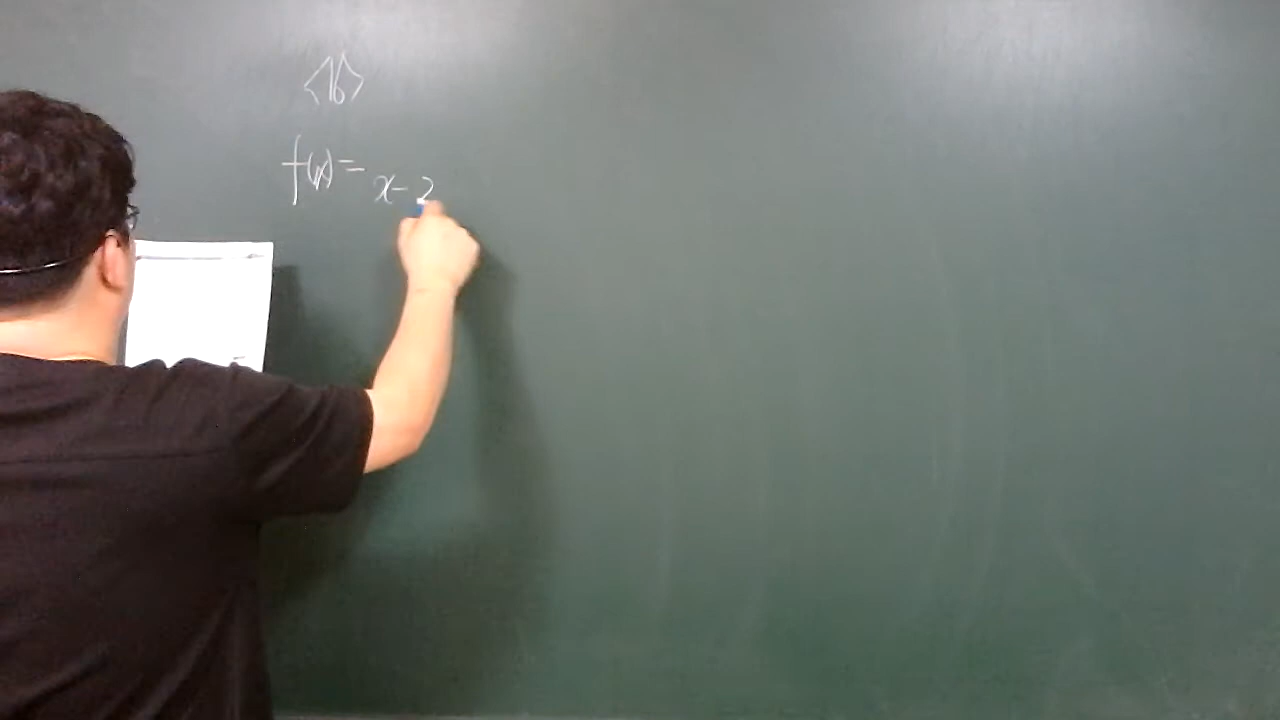 <16>
f(x) = x - 2